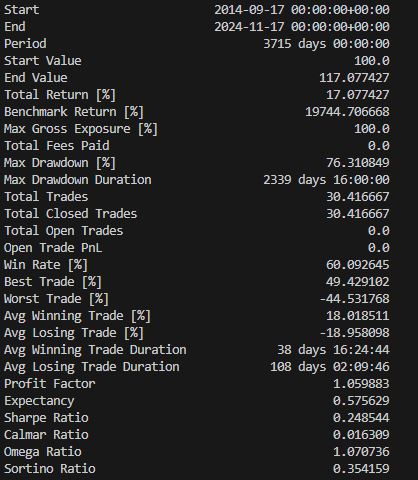 Start 2014-09-17 00:00:00+00:00
End 2024-11-17 00:00:00+00:00
Period 3715 days 00:00:00
Start Value 100.0
End Value 117.077427
Total Return [%] 17.077427
Benchmark Return [%] 19744.706668
Max Gross Exposure [%] 100.0
Total Fees Paid 0.0
Max Drawdown [%] 76.310849
Max Drawdown Duration 2339 days 16:00:00
Total Trades 30.416667
Total Closed Trades 30.416667
Total Open Trades 0.0
Open Trade PnL 0.0
Win Rate [%] 60.092645
Best Trade [%] 49.429102
Worst Trade [%] -44.531768
Avg Winning Trade [%] 18.018511
Avg Losing Trade [%] -18.958098
Avg Winning Trade Duration 38 days 16:24:44
Avg Losing Trade Duration 108 days 02:09:46
Profit Factor 1.059883
Expectancy 0.575629
Sharpe Ratio 0.248544
Calmar Ratio 0.016309
Omega Ratio 1.070736
Sortino Ratio 0.354159